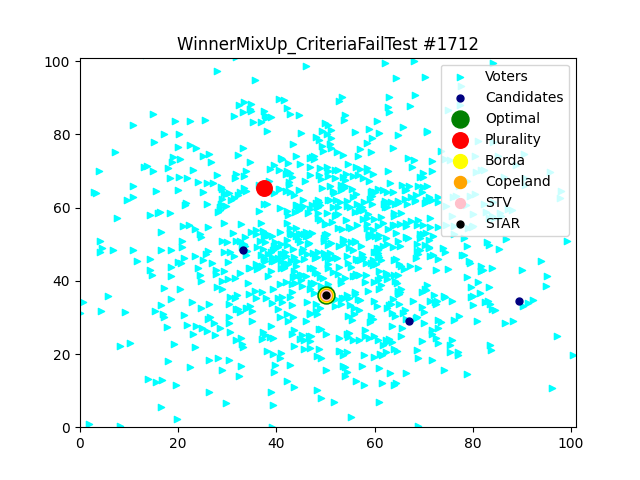 WinnerMixUp_CriteriaFailTest #1712
100
80
60
40
20
0
0 20 40 60 80 100
Voters
Candidates
Optimal
Plurality
Borda
Copeland
STV
STAR